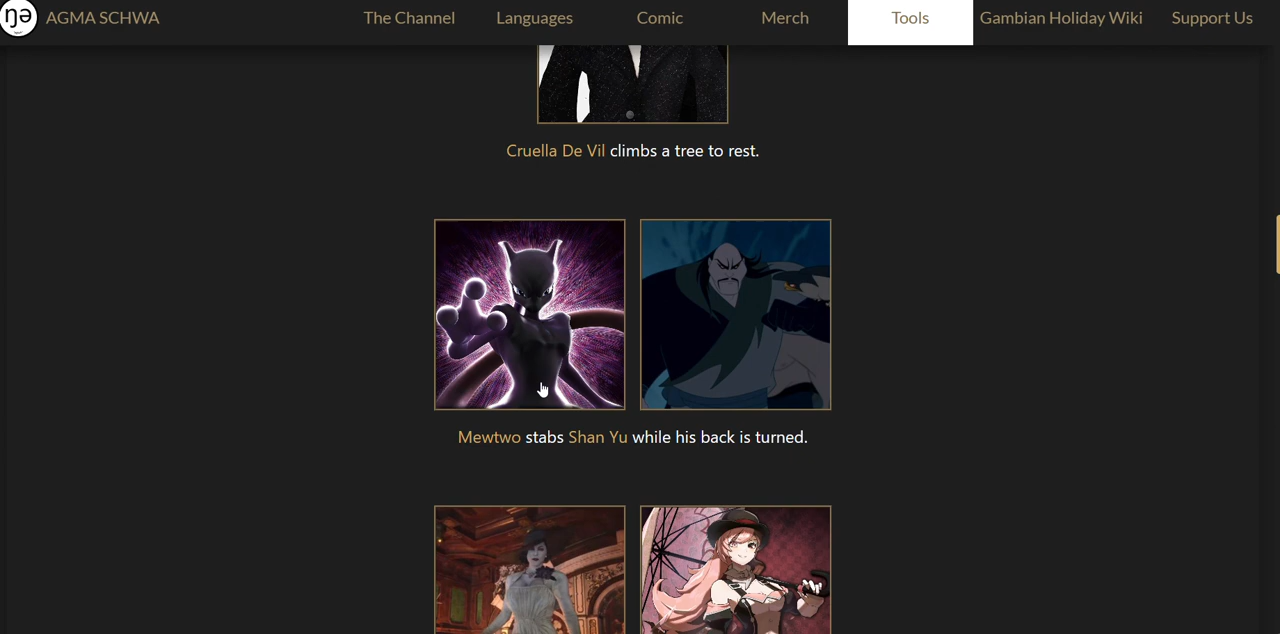 ŋə AGMA SCHWA The Channel Languages Comic Merch Tools Gambian Holiday Wiki Support Us
Cruella De Vil climbs a tree to rest.
Mewtwo stabs Shan Yu while his back is turned.